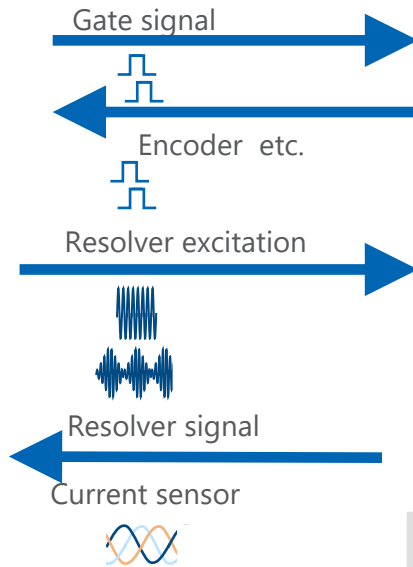 Gate signal
Encoder etc.
Resolver excitation
Resolver signal
Current sensor